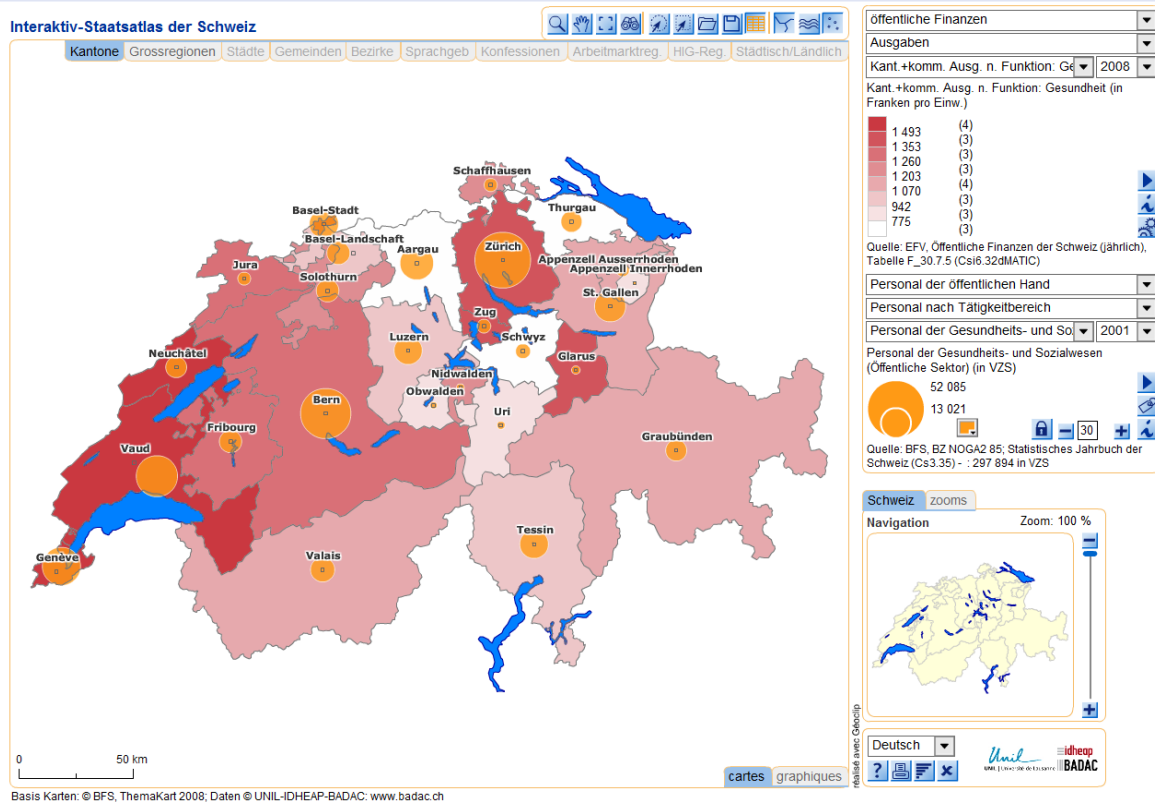 Interaktiv-Staatsatlas der Schweiz
Kantone Grossregionen Städte Gemeinden Bezirke Sprachgeb Konfessionen Arbeitmarktreg. HIG-Reg. Städtisch/Ländlich
Schaffhausen
Basel-Stadt
Thurgau
Basel-Landschaft
Aargau
Zürich
Appenzell Ausserrhoden
Appenzell Innerrhoden
Jura
Solothurn
St. Gallen
Zug
Luzern
Schwyz
Neuchâtel
Glarus
Nidwalden
Obwalden
Bern
Uri
Fribourg
Graubünden
Vaud
Tessin
Genève
Valais
0 50 km
cartes graphiques
Basis Karten: © BFS, ThemaKart 2008; Daten © UNIL-IDHEAP-BADAC: www.badac.ch
réalisé avec Géoclip
öffentliche Finanzen
Ausgaben
Kant.+komm. Ausg. n. Funktion: Ge 2008
Kant.+komm. Ausg. n. Funktion: Gesundheit (in
Franken pro Einw.)
1 493 (4)
1 353 (3)
1 260 (3)
1 203 (3)
1 070 (4)
942 (3)
775 (3)
(3)
Quelle: EFV, Öffentliche Finanzen der Schweiz (jährlich),
Tabelle F_30.7.5 (Csi6.32dMATIC)
Personal der öffentlichen Hand
Personal nach Tätigkeitbereich
Personal der Gesundheits- und So 2001
Personal der Gesundheits- und Sozialwesen
(Öffentliche Sektor) (in VZS)
52 085
13 021
30
Quelle: BFS, BZ NOGA2 85; Statistisches Jahrbuch der
Schweiz (Cs3.35) - : 297 894 in VZS
Schweiz zooms
Navigation Zoom: 100 %
Deutsch
Unil
UNIL | Université de Lausanne
idheap
BADAC